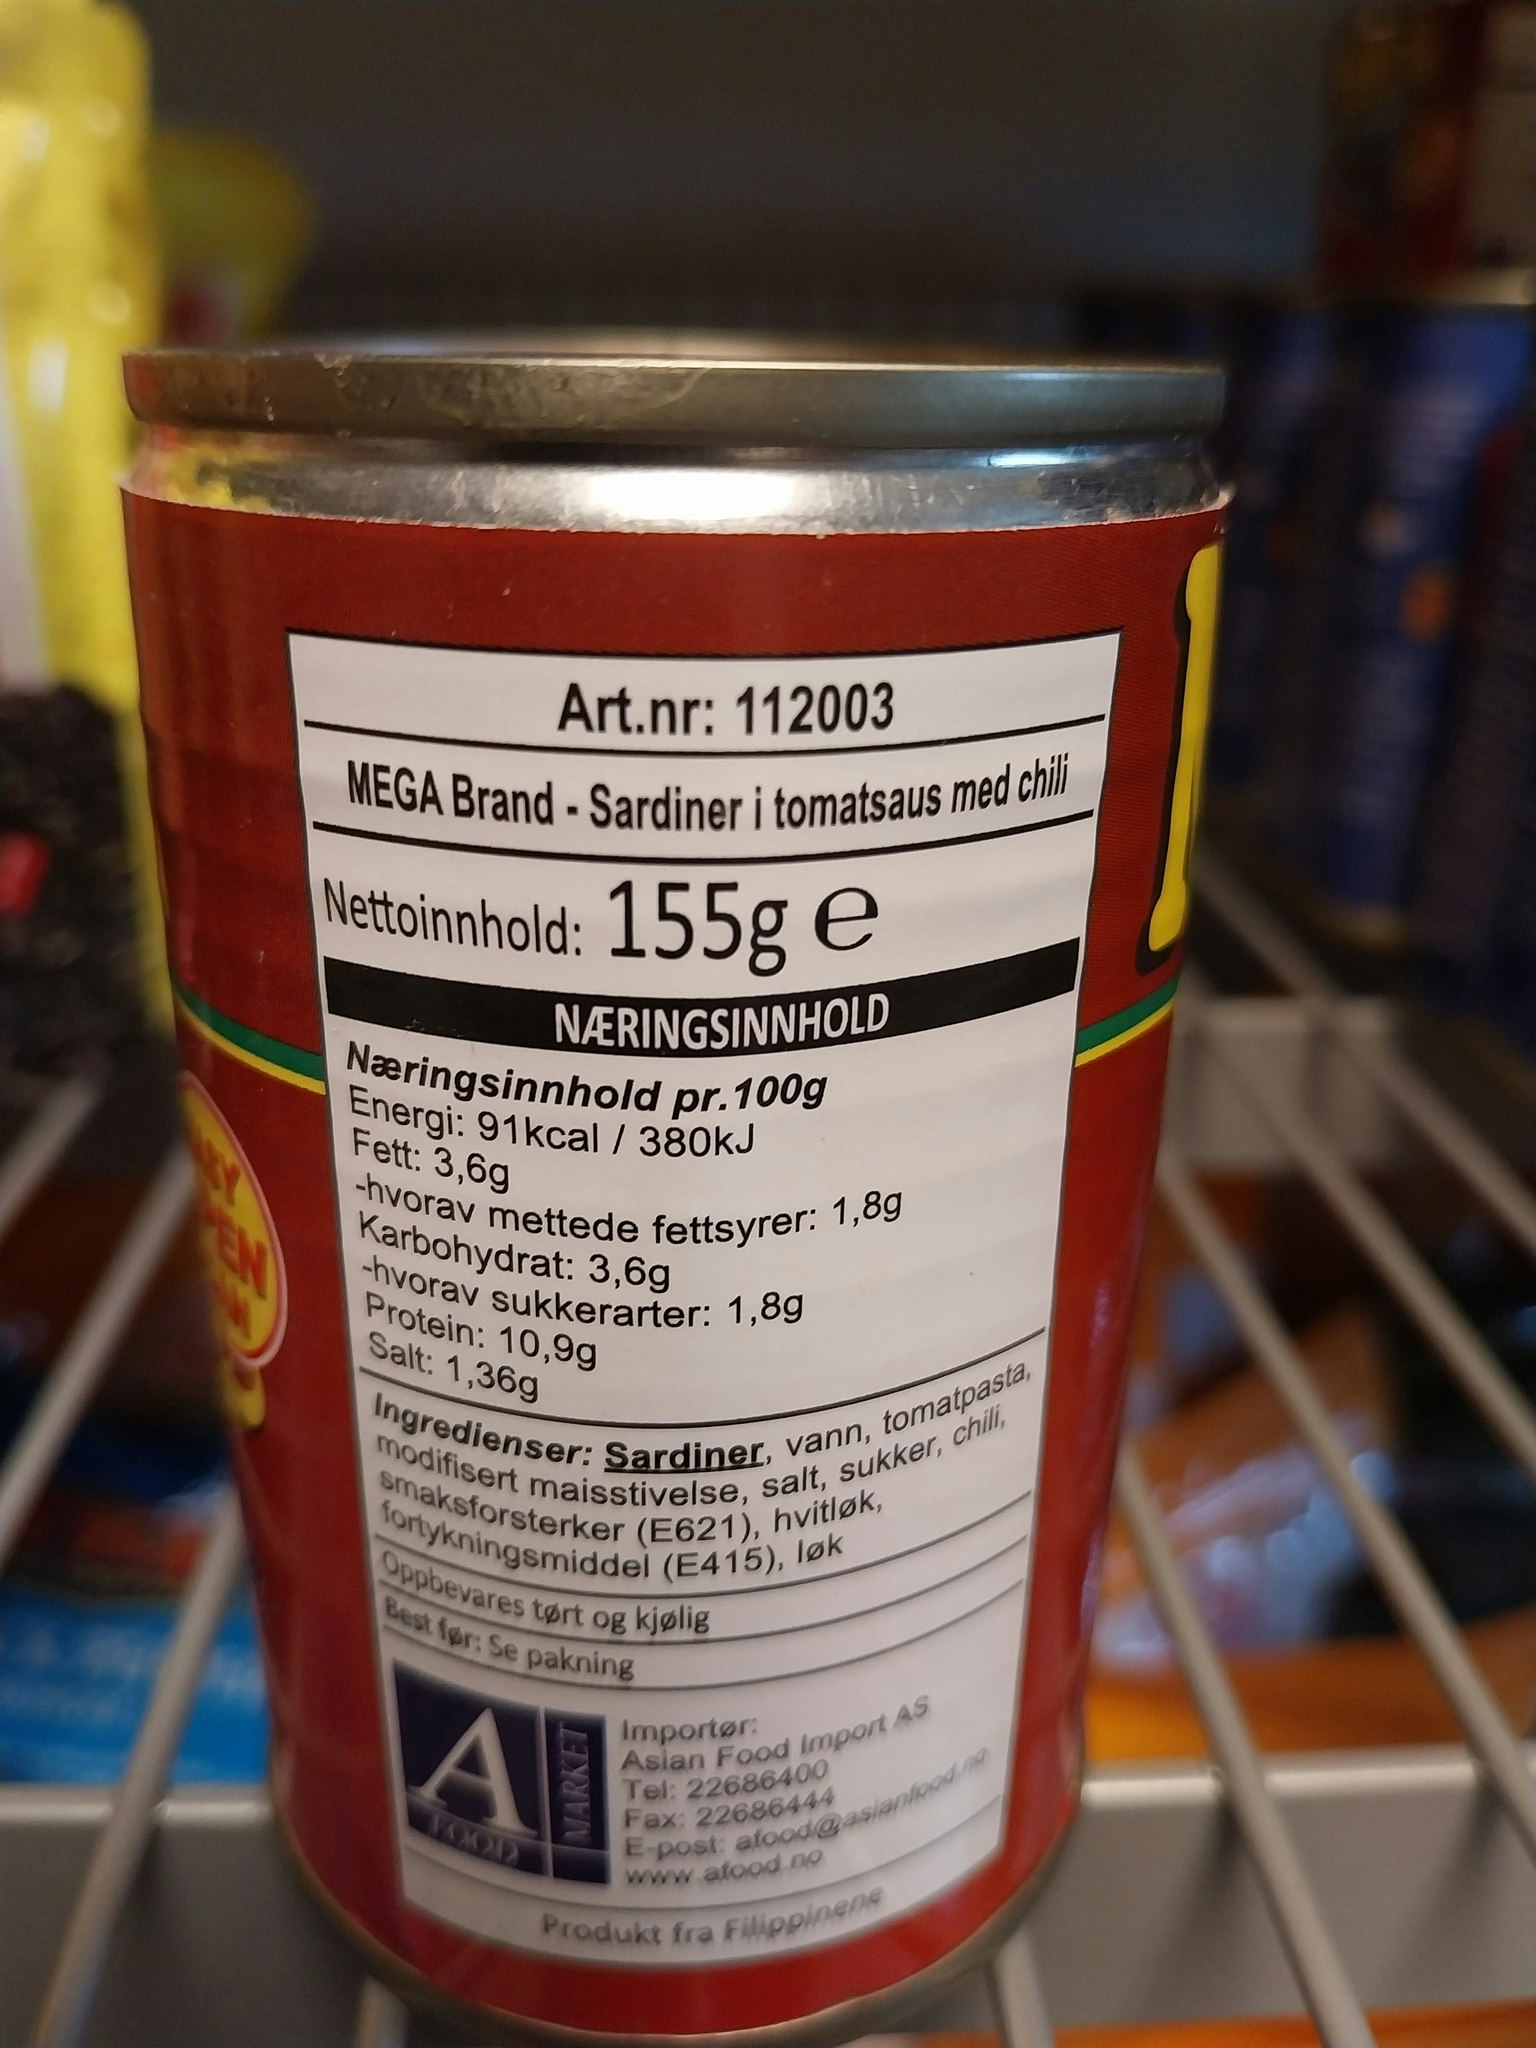 Art.nr: 112003
MEGA Brand - Sardiner i tomatsaus med chili
Nettoinnhold: 155g ℮
NÆRINGSINNHOLD
Næringsinnhold pr.100g
Energi: 91kcal / 380kJ
Fett: 3,6g
-hvorav mettede fettsyrer: 1,8g
Karbohydrat: 3,6g
-hvorav sukkerarter: 1,8g
Protein: 10,9g
Salt: 1,36g
Ingredienser: Sardiner, vann, tomatpasta,
modifisert maisstivelse, salt, sukker, chili,
smaksforsterker (E621), hvitløk,
fortykningsmiddel (E415), løk
Oppbevares tørt og kjølig
Best før: Se pakning
A
FOOD
MARKET
Importør:
Asian Food Import AS
Tel: 22686400
Fax: 22686444
E-post: afood@asianfood.no
www.afood.no
Produkt fra Filippinene